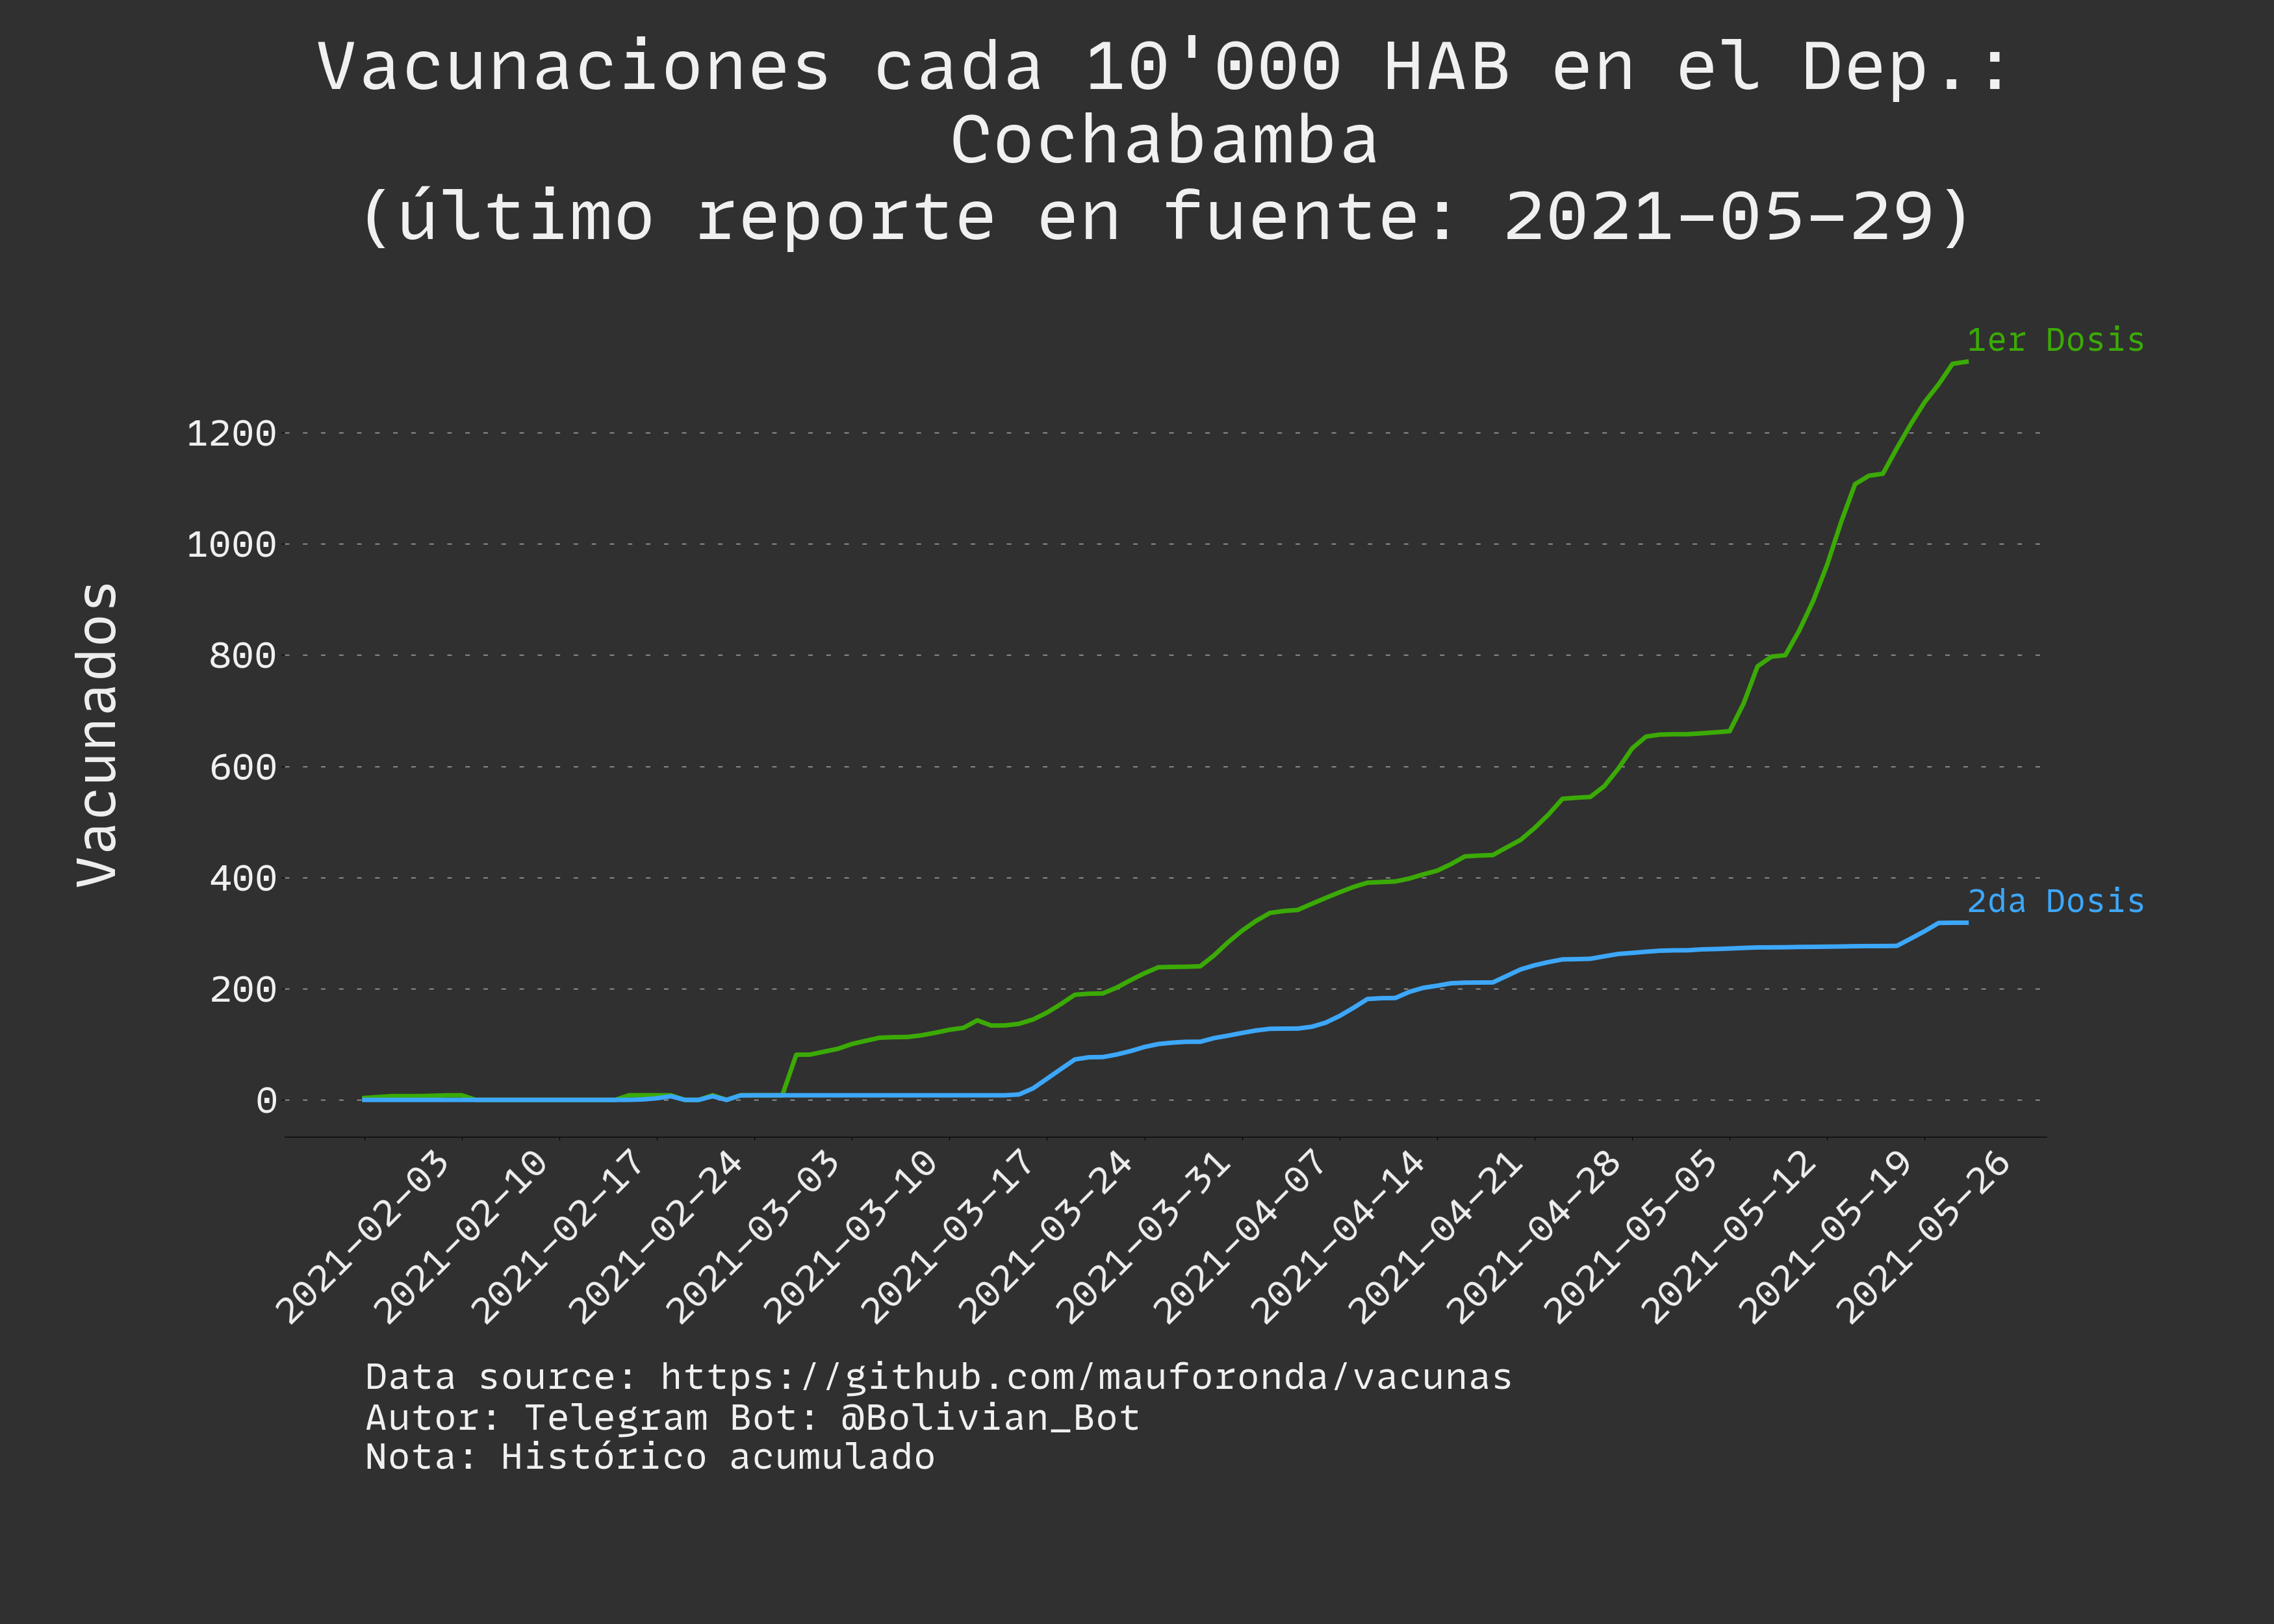 Vacunaciones cada 10'000 HAB en el Dep.:
Cochabamba
(último reporte en fuente: 2021-05-29)
1er Dosis
2da Dosis
Vacunados
1200
1000
800
600
400
200
0
2021-02-03
2021-02-10
2021-02-17
2021-02-24
2021-03-03
2021-03-10
2021-03-17
2021-03-24
2021-03-31
2021-04-07
2021-04-14
2021-04-21
2021-04-28
2021-05-05
2021-05-12
2021-05-19
2021-05-26
Data source: https://github.com/mauforonda/vacunas
Autor: Telegram Bot: @Bolivian_Bot
Nota: Histórico acumulado